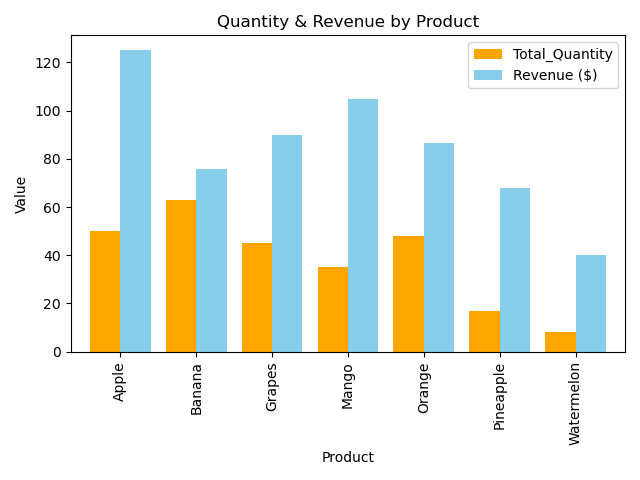 Quantity & Revenue by Product
Total_Quantity
Revenue ($)
Value
120
100
80
60
40
20
0
Apple
Banana
Grapes
Mango
Orange
Pineapple
Watermelon
Product